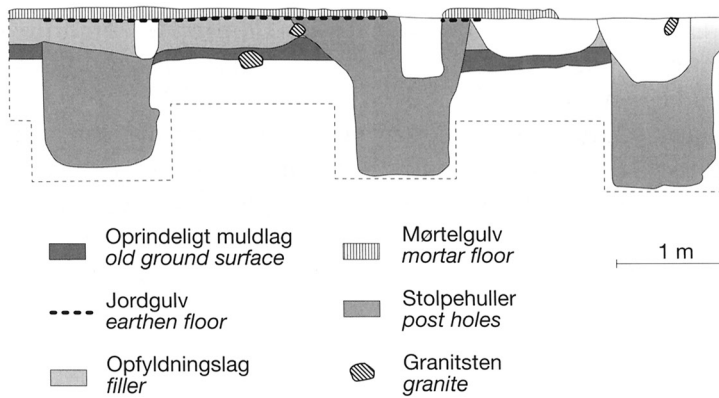 Oprindeligt muldlag
old ground surface
Jordgulv
earthen floor
Opfyldningslag
filler
Mørtelgulv
mortar floor
Stolpehuller
post holes
Granitsten
granite
1 m